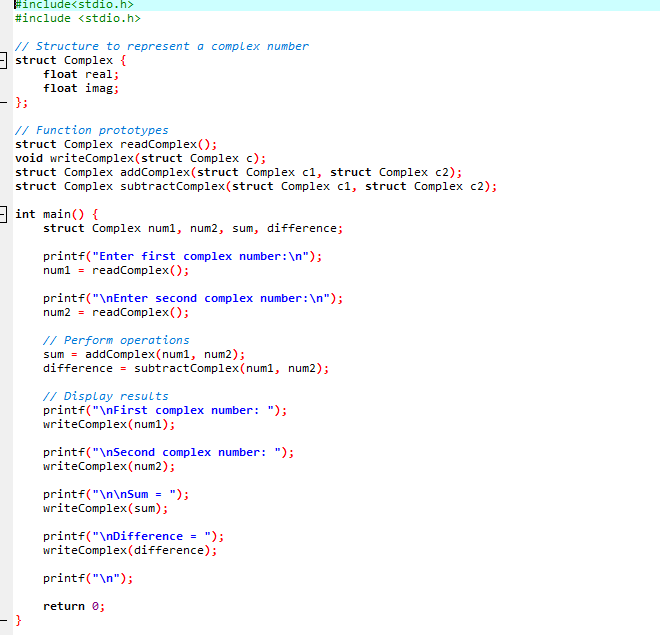 #include<stdio.h>
#include <stdio.h>

// Structure to represent a complex number
struct Complex {
    float real;
    float imag;
};

// Function prototypes
struct Complex readComplex();
void writeComplex(struct Complex c);
struct Complex addComplex(struct Complex c1, struct Complex c2);
struct Complex subtractComplex(struct Complex c1, struct Complex c2);

int main() {
    struct Complex num1, num2, sum, difference;

    printf("Enter first complex number:\n");
    num1 = readComplex();

    printf("\nEnter second complex number:\n");
    num2 = readComplex();

    // Perform operations
    sum = addComplex(num1, num2);
    difference = subtractComplex(num1, num2);

    // Display results
    printf("\nFirst complex number: ");
    writeComplex(num1);

    printf("\nSecond complex number: ");
    writeComplex(num2);

    printf("\n\nSum = ");
    writeComplex(sum);

    printf("\nDifference = ");
    writeComplex(difference);

    printf("\n");

    return 0;
}